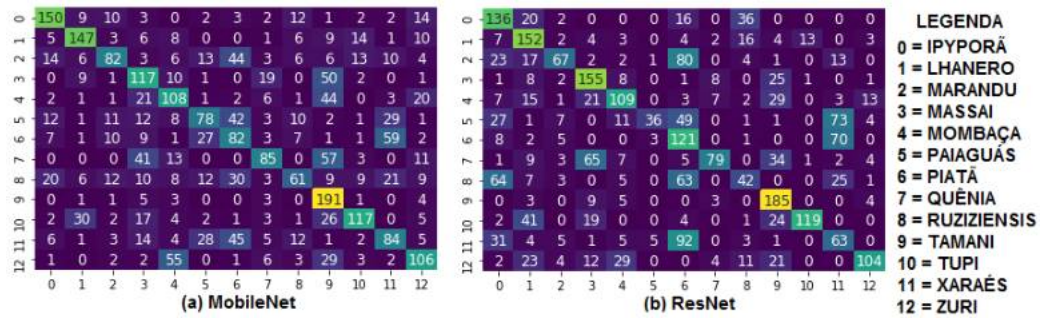 0 150 9 10 3 0 2 3 2 12 1 2 2 14
1 5 147 3 6 8 0 0 1 6 9 14 1 10
2 14 6 82 3 6 13 44 3 6 6 13 10 4
3 0 9 1 117 10 1 0 19 0 50 2 0 1
4 2 1 1 21 108 1 2 6 1 44 0 3 20
5 12 1 11 12 8 78 42 3 10 2 1 29 1
6 7 1 10 9 1 27 82 3 7 1 1 59 2
7 0 0 0 41 13 0 0 85 0 57 3 0 11
8 20 6 12 10 8 12 30 3 61 9 9 21 9
9 0 1 1 5 3 0 0 3 0 191 1 0 4
10 2 30 2 17 4 2 1 3 1 26 117 0 5
11 6 1 3 14 4 28 45 5 12 1 2 84 5
12 1 0 2 2 55 0 1 6 3 29 3 2 106
0 1 2 3 4 5 6 7 8 9 10 11 12
(a) MobileNet
0 136 20 2 0 0 0 16 0 36 0 0 0 0
1 7 152 2 4 3 0 4 2 16 4 13 0 3
2 23 17 67 2 2 1 80 0 4 1 0 13 0
3 1 8 2 155 8 0 1 8 0 25 1 0 1
4 7 15 1 21 109 0 3 7 2 29 0 3 13
5 27 1 7 0 11 36 49 0 1 1 0 73 4
6 8 2 5 0 0 3 121 0 1 0 0 70 0
7 1 9 3 65 7 0 5 79 0 34 1 2 4
8 64 7 3 0 5 0 63 0 42 0 0 25 1
9 3 0 3 9 5 0 0 3 0 185 0 0 4
10 2 41 0 19 0 0 4 0 1 24 119 0 0
11 31 4 5 1 5 5 92 0 3 1 0 63 0
12 2 23 4 12 29 0 0 4 11 21 0 0 104
0 1 2 3 4 5 6 7 8 9 10 11 12
(b) ResNet
LEGENDA
0 = IPYPORÃ
1 = LHANERO
2 = MARANDU
3 = MASSAI
4 = MOMBAÇA
5 = PAIAGUÁS
6 = PIATÃ
7 = QUÊNIA
8 = RUZIZIENSIS
9 = TAMANI
10 = TUPI
11 = XARAÉS
12 = ZURI